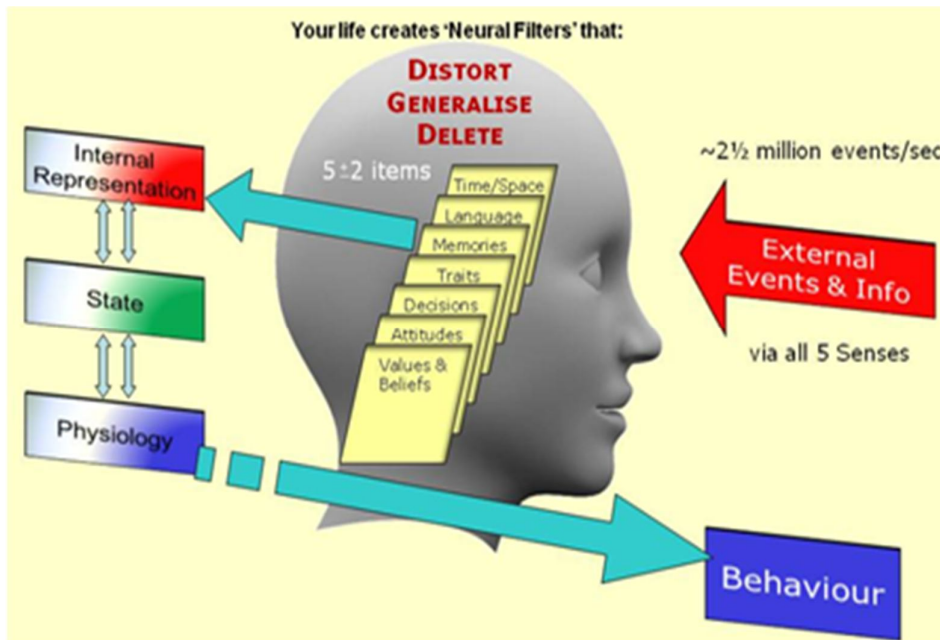 Your life creates 'Neural Filters' that:
DISTORT
GENERALISE
DELETE
5±2 items
Time/Space
Language
Memories
Traits
Decisions
Attitudes
Values &
Beliefs
Internal
Representation
State
Physiology
~2½ million events/sec
External
Events & Info
via all 5 Senses
Behaviour